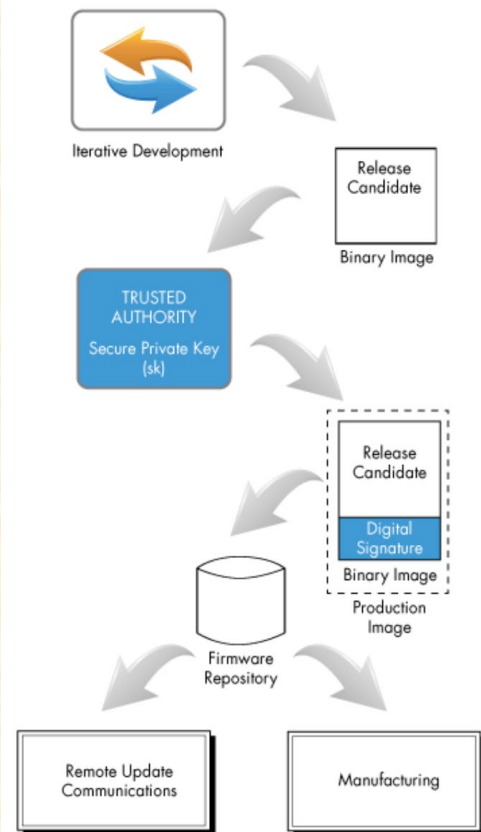 Iterative Development
Release
Candidate
Binary Image
TRUSTED
AUTHORITY
Secure Private Key
(sk)
Release
Candidate
Digital
Signature
Binary Image
Production
Image
Firmware
Repository
Remote Update
Communications
Manufacturing